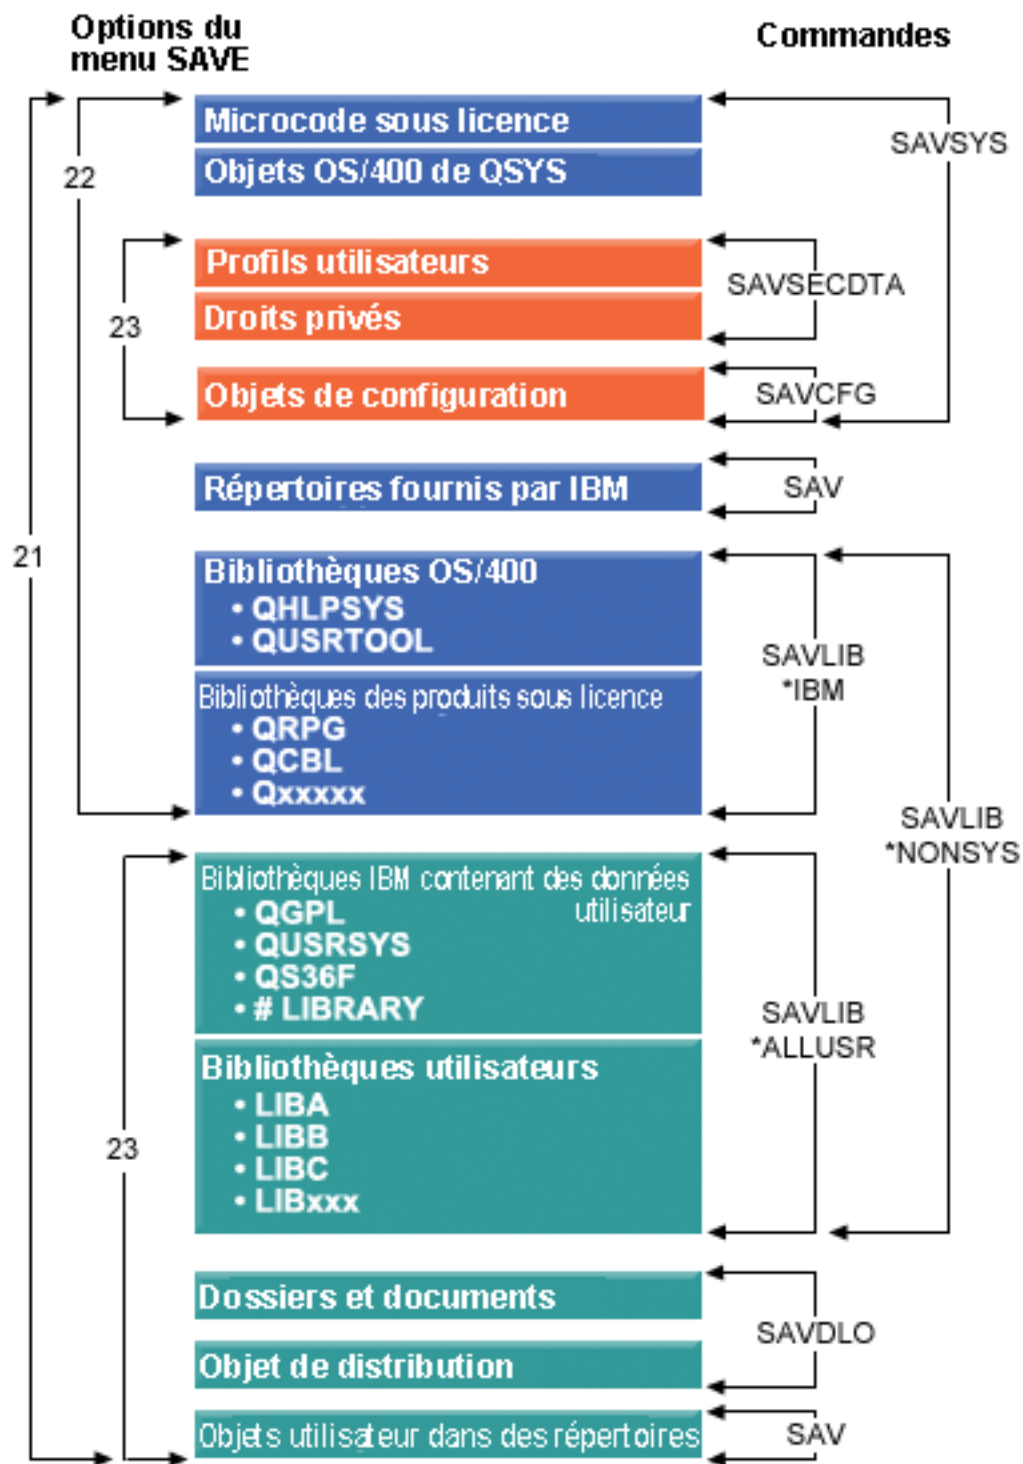 Options du
menu SAVE
Commandes
Microcode sous licence
Objets OS/400 de QSYS
SAVSYS
22
Profils utilisateurs
Droits privés
SAVSECDTA
23
Objets de configuration
SAVCFG
Répertoires fournis par IBM
SAV
21
Bibliothèques OS/400
• QHLPSYS
• QUSRTOOL
SAVLIB
*IBM
Bibliothèques des produits sous licence
• QRPG
• QCBL
• Qxxxxx
SAVLIB
*NONSYS
Bibliothèques IBM contenant des données
utilisateur
• QGPL
• QUSRSYS
• QS36F
• # LIBRARY
SAVLIB
*ALLUSR
Bibliothèques utilisateurs
• LIBA
• LIBB
• LIBC
• LIBxxx
23
Dossiers et documents
SAVDLO
Objet de distribution
Objets utilisateur dans des répertoires
SAV